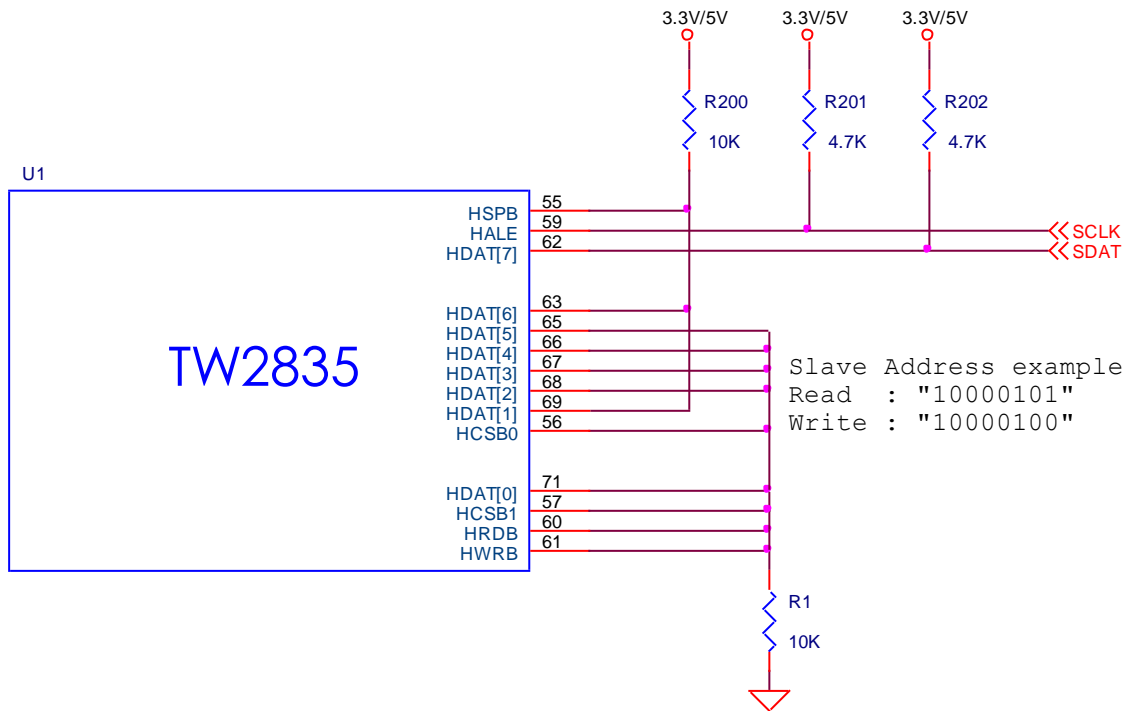 3.3V/5V
3.3V/5V
3.3V/5V
R200
10K
R201
4.7K
R202
4.7K
U1
HSPB 55
HALE 59
HDAT[7] 62
SCLK
SDAT
HDAT[6] 63
HDAT[5] 65
HDAT[4] 66
HDAT[3] 67
HDAT[2] 68
HDAT[1] 69
HCSB0 56
TW2835
Slave Address example
Read : "10000101"
Write : "10000100"
HDAT[0] 71
HCSB1 57
HRDB 60
HWRB 61
R1
10K